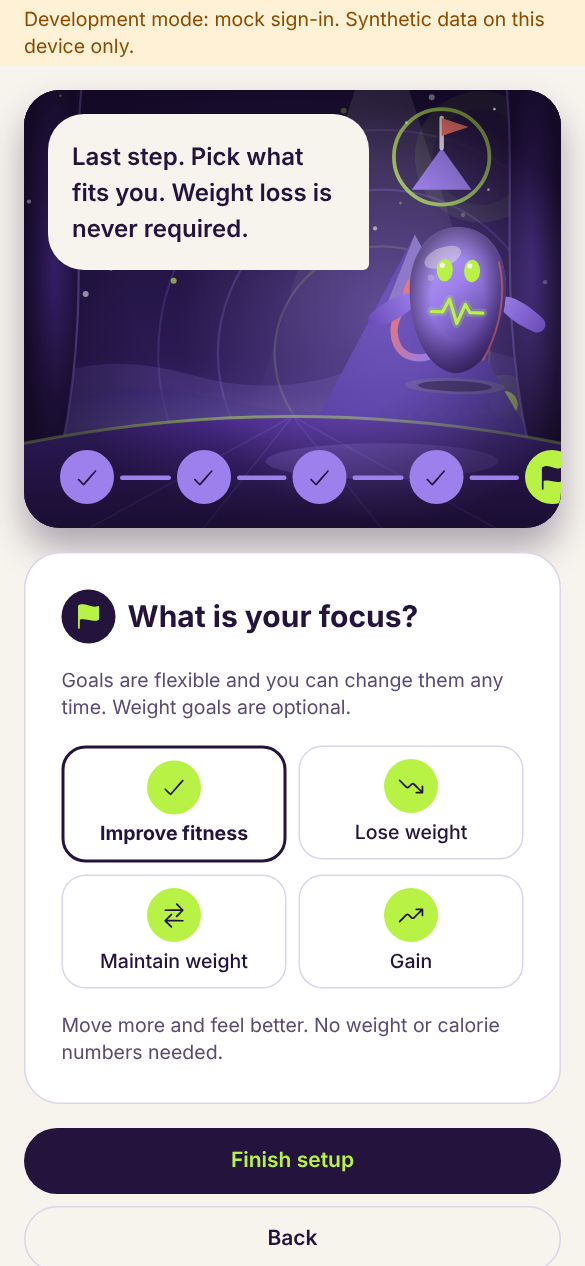 Development mode: mock sign-in. Synthetic data on this
device only.
Last step. Pick what
fits you. Weight loss is
never required.
What is your focus?
Goals are flexible and you can change them any
time. Weight goals are optional.
Improve fitness
Lose weight
Maintain weight
Gain
Move more and feel better. No weight or calorie
numbers needed.
Finish setup
Back